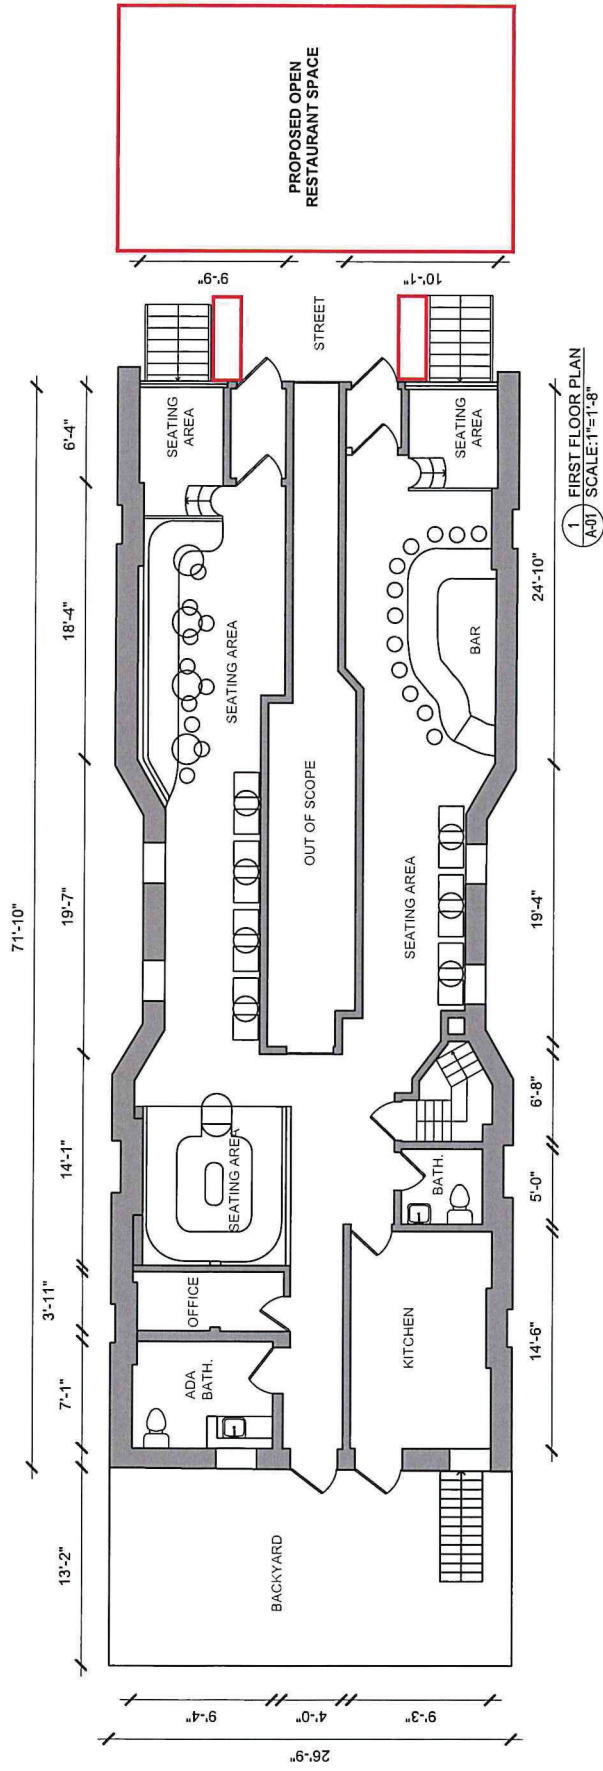 PROPOSED OPEN
RESTAURANT SPACE
9'-9"
10'-1"
STREET
SEATING
AREA
SEATING
AREA
6'-4"
1
A-01
FIRST FLOOR PLAN
SCALE:1"=1'-8"
71'-10"
18'-4"
SEATING AREA
BAR
24'-10"
19'-7"
OUT OF SCOPE
SEATING AREA
19'-4"
14'-1"
SEATING AREA
6'-8"
BATH.
5'-0"
3'-11"
OFFICE
7'-1"
ADA
BATH.
KITCHEN
14'-6"
13'-2"
BACKYARD
9'-4"
4'-0"
9'-3"
26'-9"